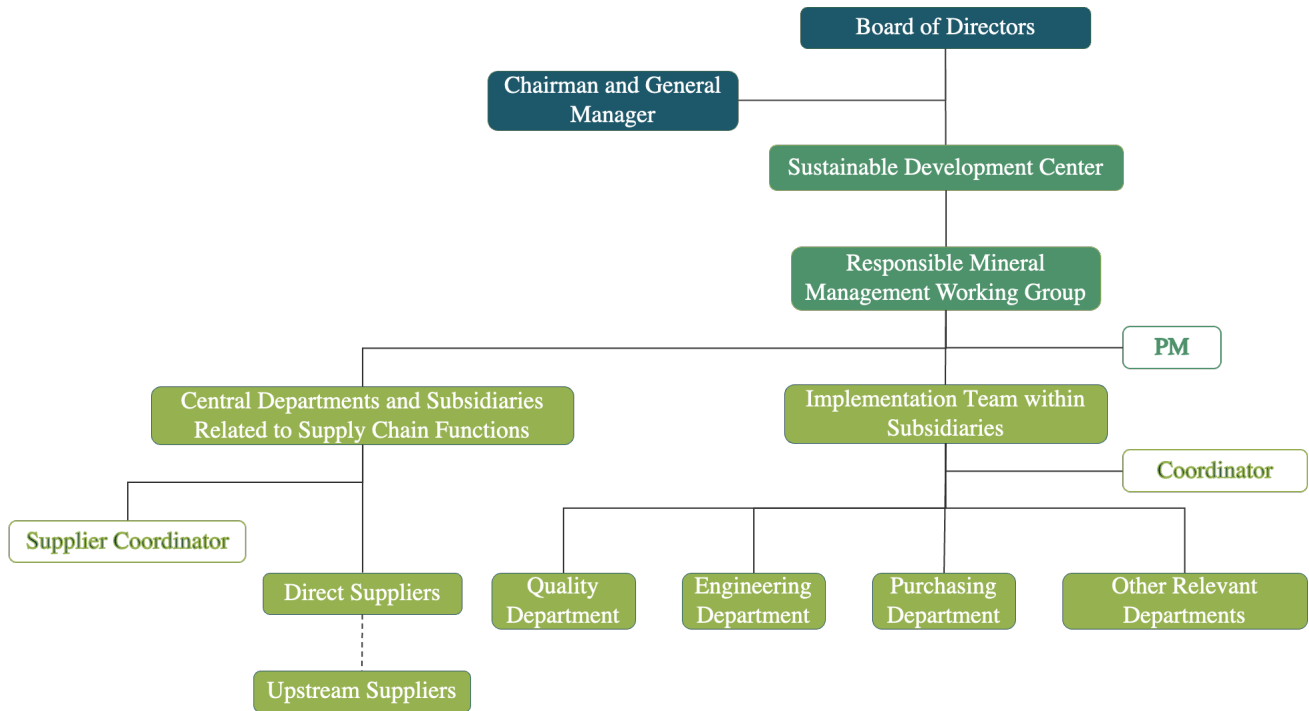 Board of Directors
Chairman and General
Manager
Sustainable Development Center
Responsible Mineral
Management Working Group
PM
Central Departments and Subsidiaries
Related to Supply Chain Functions
Implementation Team within
Subsidiaries
Coordinator
Supplier Coordinator
Direct Suppliers
Quality
Department
Engineering
Department
Purchasing
Department
Other Relevant
Departments
Upstream Suppliers